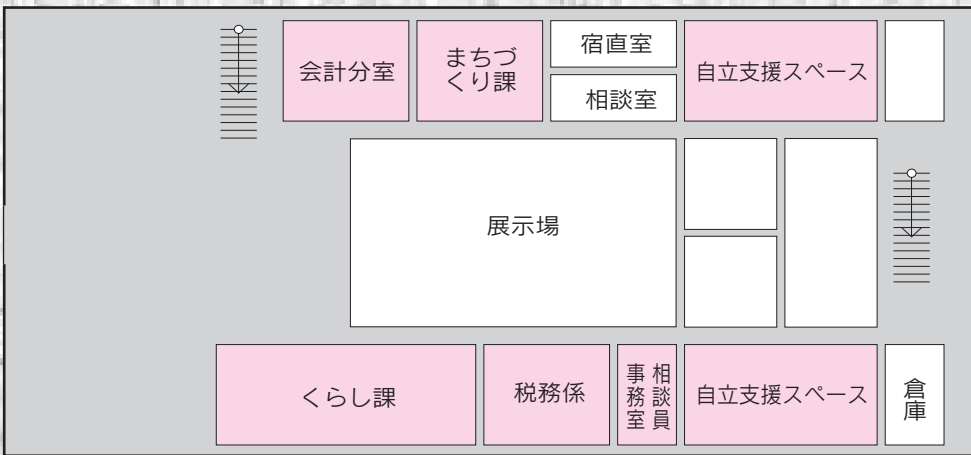 会計分室
まちづ
くり課
宿直室
相談室
自立支援スペース
展示場
くらし課
税務係
相談員
事務室
自立支援スペース
倉庫